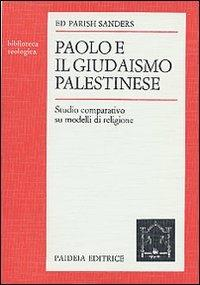 biblioteca
teologica
ED PARISH SANDERS
PAOLO E
IL GIUDAISMO
PALESTINESE
Studio comparativo
su modelli di religione
PAIDEIA EDITRICE